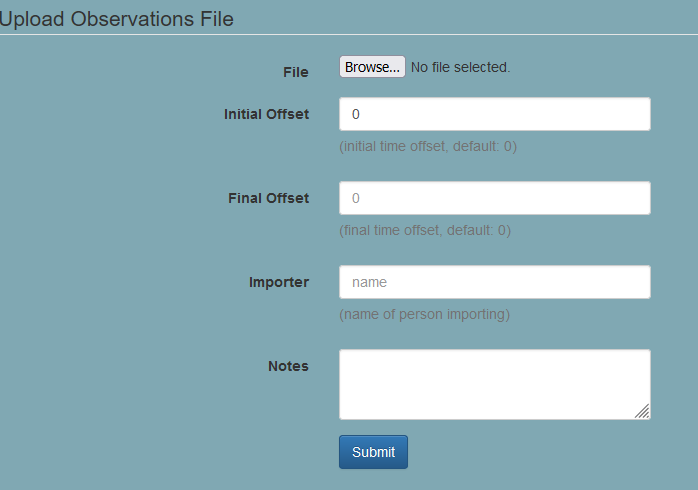 Upload Observations File
File Browse... No file selected.
Initial Offset 0
(initial time offset, default: 0)
Final Offset 0
(final time offset, default: 0)
Importer name
(name of person importing)
Notes
Submit